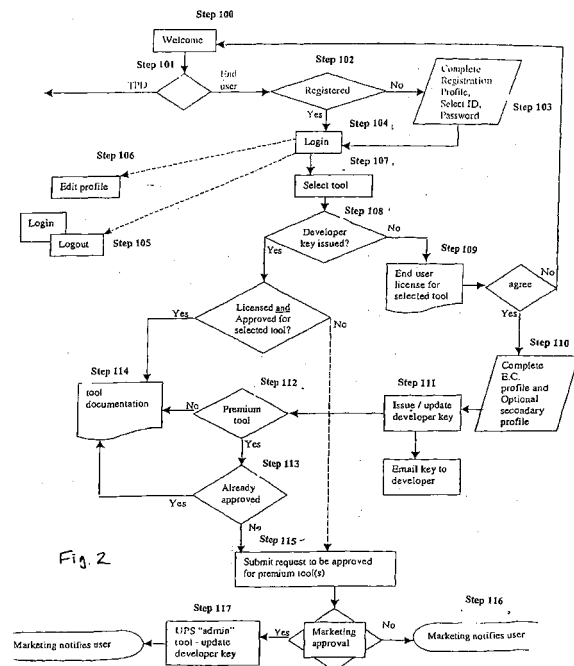 Step 100
Welcome
Step 101
TPD
End
user
Step 102
Registered
No
Yes
Complete
Registration
Profile,
Select ID,
Password
Step 103
Step 104
Login
Step 106
Edit profile
Step 107
Select tool
Login
Logout
Step 105
Step 108
Developer
key issued?
No
Yes
Step 109
End user
license for
selected tool
agree
No
Yes
Licensed and
Approved for
selected tool?
Yes
No
Step 110
Complete
E.C.
profile and
Optional
secondary
profile
Step 114
tool
documentation
Step 112
Premium
tool
No
Yes
Step 111
Issue / update
developer key
Email key to
developer
Step 113
Already
approved
Yes
No
Step 115
Fig. 2
Submit request to be approved
for premium tool(s)
Step 117
UPS "admin"
tool - update
developer key
Yes
Marketing
approval
No
Step 116
Marketing notifies user
Marketing notifies user